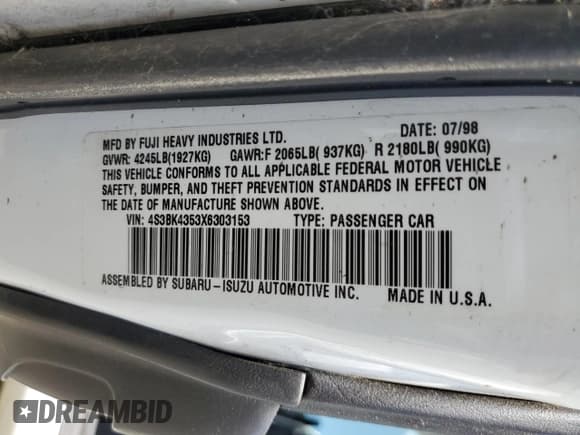 MFD BY FUJI HEAVY INDUSTRIES LTD. DATE: 07/98
GVWR: 4245LB(1927KG) GAWR:F 2065LB( 937KG) R 2180LB( 990KG)
THIS VEHICLE CONFORMS TO ALL APPLICABLE FEDERAL MOTOR VEHICLE
SAFETY, BUMPER, AND THEFT PREVENTION STANDARDS IN EFFECT ON
THE DATE OF MANUFACTURE SHOWN ABOVE.
VIN: 4S3BK4353X6303153 TYPE: PASSENGER CAR
ASSEMBLED BY SUBARU-ISUZU AUTOMOTIVE INC. MADE IN U.S.A.
DREAMBID